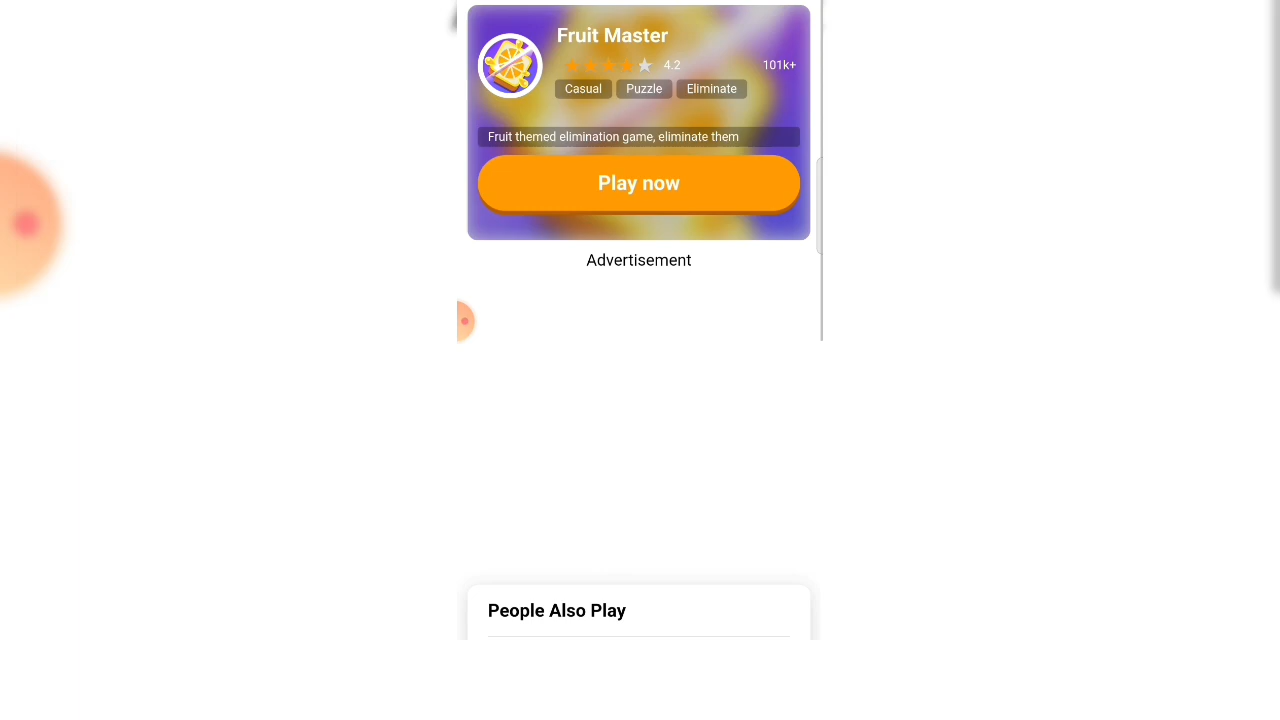 Fruit Master
4.2 101k+
Casual Puzzle Eliminate
Fruit themed elimination game, eliminate them
Play now
Advertisement
People Also Play